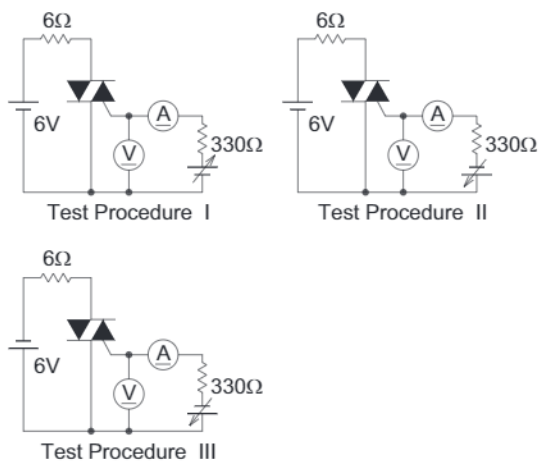 6Ω
6V
A
V
330Ω
Test Procedure I
6Ω
6V
A
V
330Ω
Test Procedure II
6Ω
6V
A
V
330Ω
Test Procedure III